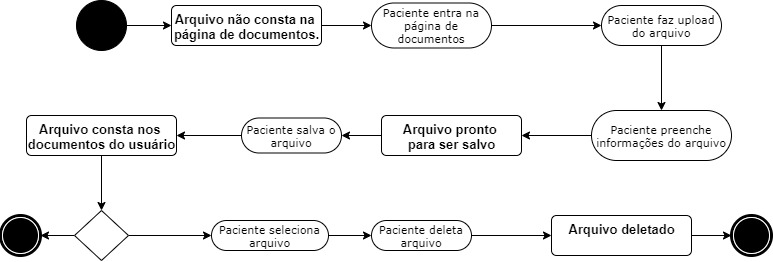 Arquivo não consta na
página de documentos.
Paciente entra na
página de
documentos
Paciente faz upload
do arquivo
Paciente preenche
informações do arquivo
Arquivo pronto
para ser salvo
Paciente salva o
arquivo
Arquivo consta nos
documentos do usuário
Paciente seleciona
arquivo
Paciente deleta
arquivo
Arquivo deletado